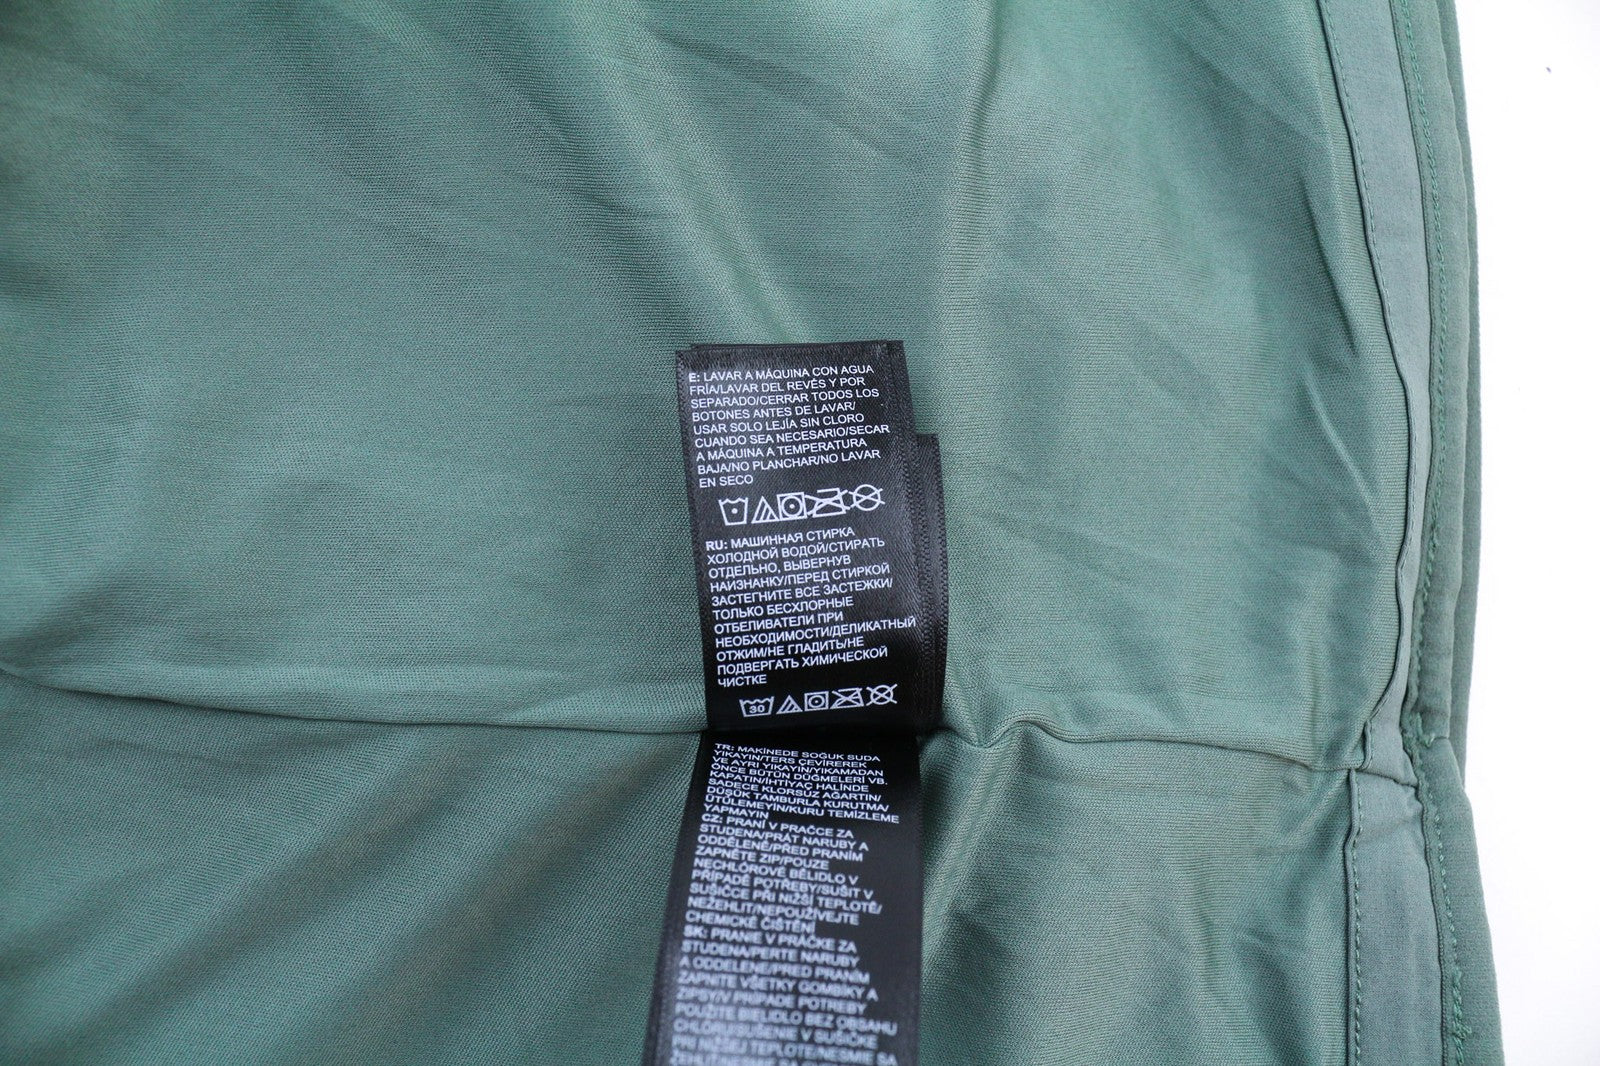 E: LAVAR A MÁQUINA CON AGUA
FRÍA/LAVAR DEL REVÉS Y POR
SEPARADO/CERRAR TODOS LOS
BOTONES ANTES DE LAVAR/
USAR SOLO LEJÍA SIN CLORO
CUANDO SEA NECESARIO/SECAR
A MÁQUINA A TEMPERATURA
BAJA/NO PLANCHAR/NO LAVAR
EN SECO
RU: МАШИННАЯ СТИРКА
ХОЛОДНОЙ ВОДОЙ/СТИРАТЬ
ОТДЕЛЬНО, ВЫВЕРНУВ
НАИЗНАНКУ/ПЕРЕД СТИРКОЙ
ЗАСТЕГНИТЕ ВСЕ ЗАСТЕЖКИ/
ТОЛЬКО БЕСХЛОРНЫЕ
ОТБЕЛИВАТЕЛИ ПРИ
НЕОБХОДИМОСТИ/ДЕЛИКАТНЫЙ
ОТЖИМ/НЕ ГЛАДИТЬ/НЕ
ПОДВЕРГАТЬ ХИМИЧЕСКОЙ
ЧИСТКЕ
30
TR: MAKİNEDE SOĞUK SUDA
YIKAYIN/TERS ÇEVİREREK
VE AYRI YIKAYIN/YIKAMADAN
ÖNCE BÜTÜN DÜĞMELERİ VB.
KAPATIN/İHTİYAÇ HALİNDE
SADECE KLORSUZ AĞARTIN/
DÜŞÜK TAMBURLA KURUTMA/
ÜTÜLEMEYİN/KURU TEMİZLEME
YAPMAYIN
CZ: PRANÍ V PRAČCE ZA
STUDENA/PRÁT NARUBY A
ODDĚLENĚ/PŘED PRANÍM
ZAPNĚTE ZIP/POUZE
NECHLÓROVÉ BĚLIDLO V
PŘÍPADĚ POTŘEBY/SUŠIT V
SUŠIČCE PŘI NIŽŠÍ TEPLOTĚ/
NEŽEHLIT/NEPOUŽÍVEJTE
CHEMICKÉ ČIŠTĚNÍ
SK: PRANIE V PRÁČKE ZA
STUDENA/PERTE NARUBY
A ODDELENE/PRED PRANÍM
ZAPNITE VŠETKY GOMBÍKY A
ZIPSY/V PRÍPADE POTREBY
POUŽITE BIELIDLO BEZ OBSAHU
CHLÓRU/SUŠENIE V SUŠIČKE
PRI NIŽŠEJ TEPLOTE/NESMIE SA